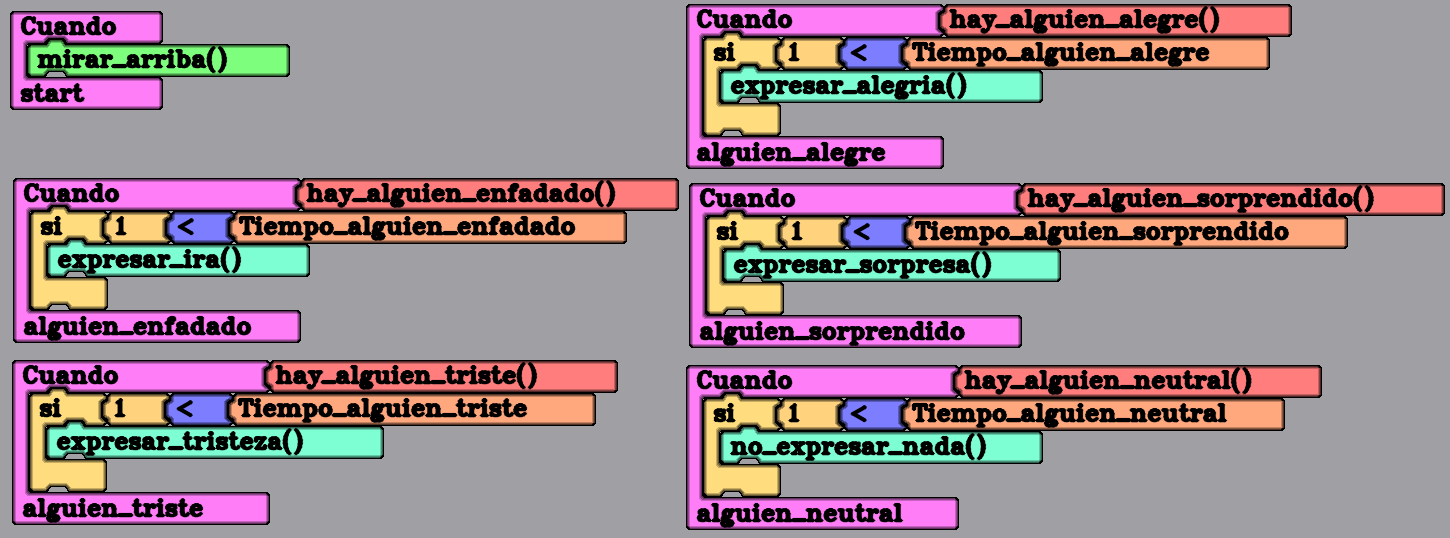 Cuando
mirar_arriba()
start
Cuando hay_alguien_alegre()
si 1 < Tiempo_alguien_alegre
expresar_alegria()
alguien_alegre
Cuando hay_alguien_enfadado()
si 1 < Tiempo_alguien_enfadado
expresar_ira()
alguien_enfadado
Cuando hay_alguien_sorprendido()
si 1 < Tiempo_alguien_sorprendido
expresar_sorpresa()
alguien_sorprendido
Cuando hay_alguien_triste()
si 1 < Tiempo_alguien_triste
expresar_tristeza()
alguien_triste
Cuando hay_alguien_neutral()
si 1 < Tiempo_alguien_neutral
no_expresar_nada()
alguien_neutral